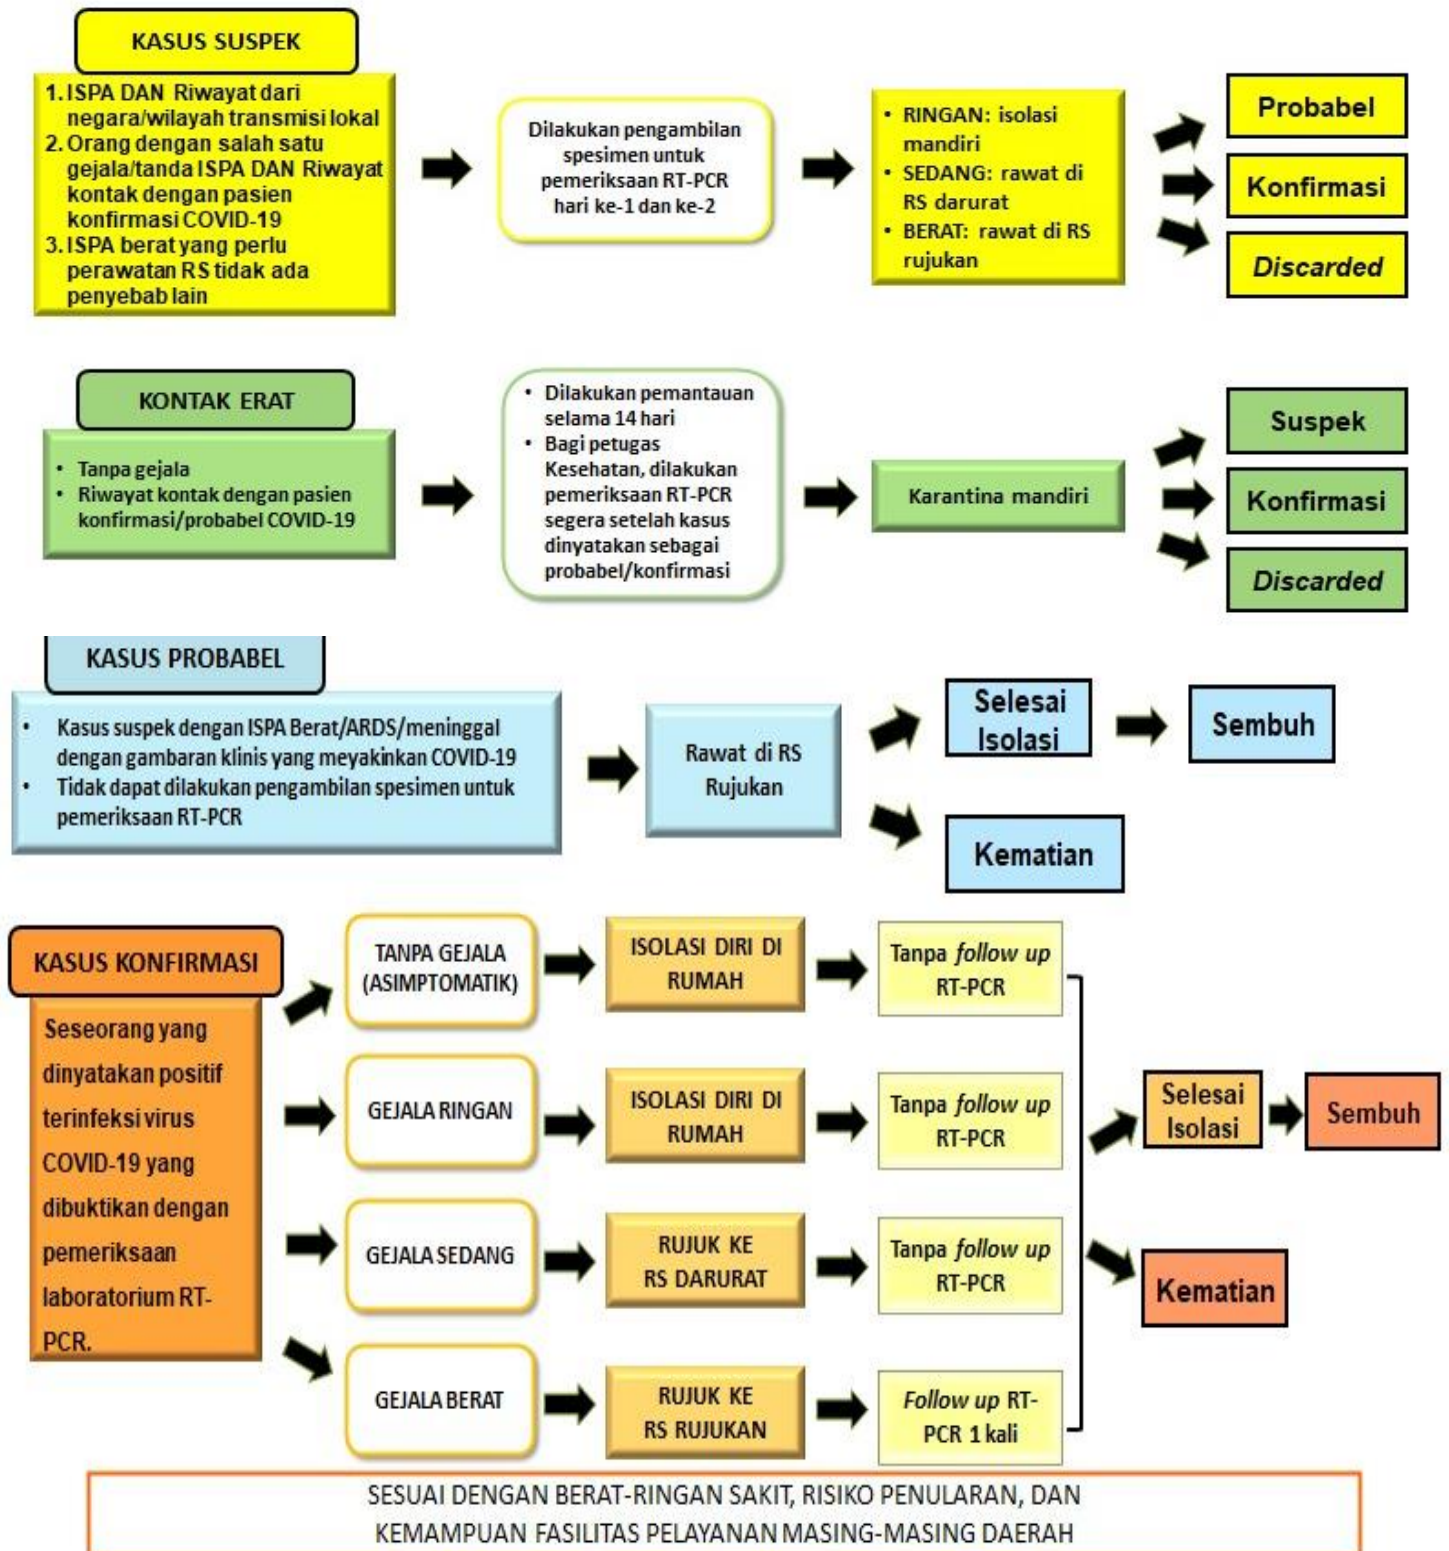 KASUS SUSPEK
1. ISPA DAN Riwayat dari
negara/wilayah transmisi lokal
2. Orang dengan salah satu
gejala/tanda ISPA DAN Riwayat
kontak dengan pasien
konfirmasi COVID-19
3. ISPA berat yang perlu
perawatan RS tidak ada
penyebab lain
Dilakukan pengambilan
spesimen untuk
pemeriksaan RT-PCR
hari ke-1 dan ke-2
• RINGAN: isolasi
mandiri
• SEDANG: rawat di
RS darurat
• BERAT: rawat di RS
rujukan
Probabel
Konfirmasi
Discarded
KONTAK ERAT
• Tanpa gejala
• Riwayat kontak dengan pasien
konfirmasi/probabel COVID-19
• Dilakukan pemantauan
selama 14 hari
• Bagi petugas
Kesehatan, dilakukan
pemeriksaan RT-PCR
segera setelah kasus
dinyatakan sebagai
probabel/konfirmasi
Karantina mandiri
Suspek
Konfirmasi
Discarded
KASUS PROBABEL
• Kasus suspek dengan ISPA Berat/ARDS/meninggal
dengan gambaran klinis yang meyakinkan COVID-19
• Tidak dapat dilakukan pengambilan spesimen untuk
pemeriksaan RT-PCR
Rawat di RS
Rujukan
Selesai
Isolasi
Sembuh
Kematian
KASUS KONFIRMASI
Seseorang yang
dinyatakan positif
terinfeksi virus
COVID-19 yang
dibuktikan dengan
pemeriksaan
laboratorium RT-
PCR.
TANPA GEJALA
(ASIMPTOMATIK)
ISOLASI DIRI DI
RUMAH
Tanpa follow up
RT-PCR
GEJALA RINGAN
ISOLASI DIRI DI
RUMAH
Tanpa follow up
RT-PCR
GEJALA SEDANG
RUJUK KE
RS DARURAT
Tanpa follow up
RT-PCR
GEJALA BERAT
RUJUK KE
RS RUJUKAN
Follow up RT-
PCR 1 kali
Selesai
Isolasi
Sembuh
Kematian
SESUAI DENGAN BERAT-RINGAN SAKIT, RISIKO PENULARAN, DAN
KEMAMPUAN FASILITAS PELAYANAN MASING-MASING DAERAH